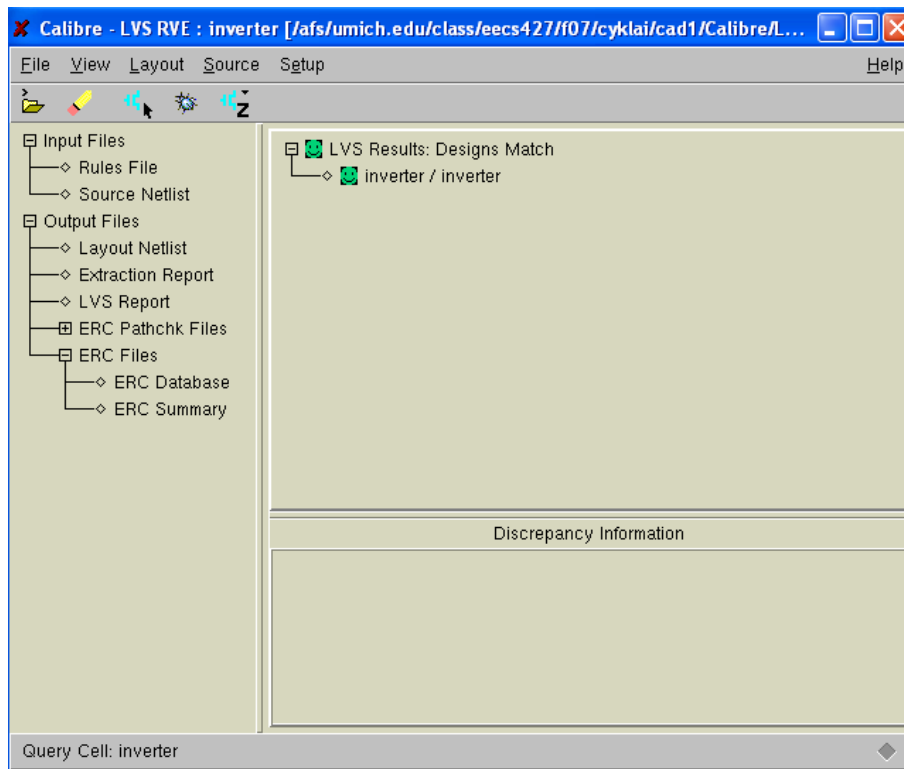 Calibre - LVS RVE : inverter [/afs/umich.edu/class/eecs427/f07/cyklai/cad1/Calibre/L...
File View Layout Source Setup Help
Z
Input Files
Rules File
Source Netlist
Output Files
Layout Netlist
Extraction Report
LVS Report
ERC Pathchk Files
ERC Files
ERC Database
ERC Summary
LVS Results: Designs Match
inverter / inverter
Discrepancy Information
Query Cell: inverter